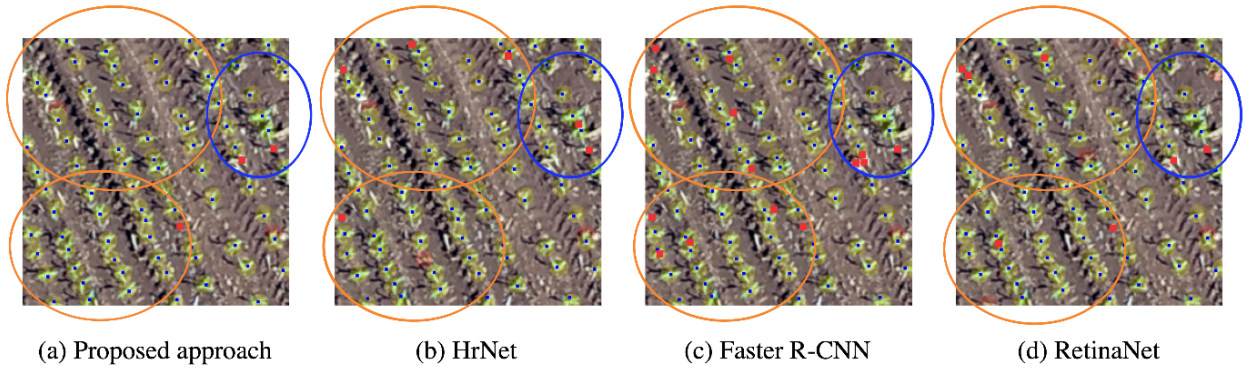 (a) Proposed approach
(b) HrNet
(c) Faster R-CNN
(d) RetinaNet